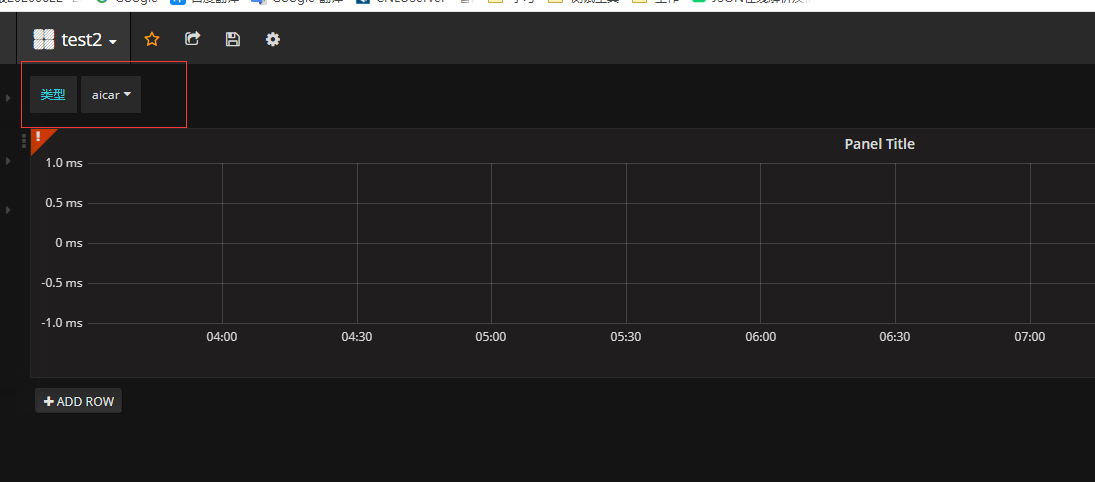 test2
类型 aicar
!
Panel Title
1.0 ms
0.5 ms
0 ms
-0.5 ms
-1.0 ms
04:00 04:30 05:00 05:30 06:00 06:30 07:00
ADD ROW